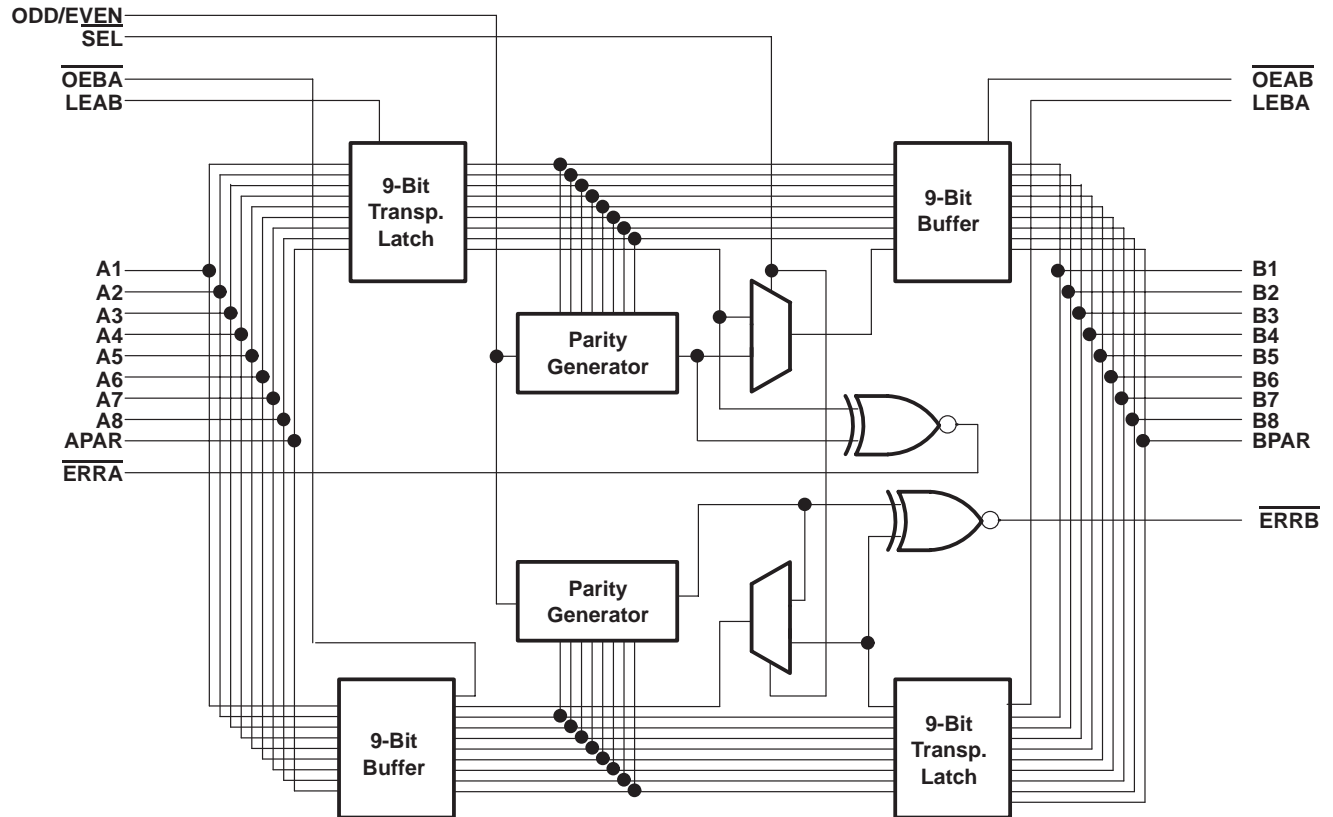 ODD/EVEN
SEL
OEBA
LEAB
OEAB
LEBA
9-Bit
Transp.
Latch
9-Bit
Buffer
A1
A2
A3
A4
A5
A6
A7
A8
APAR
ERRA
B1
B2
B3
B4
B5
B6
B7
B8
BPAR
ERRB
Parity
Generator
Parity
Generator
9-Bit
Buffer
9-Bit
Transp.
Latch